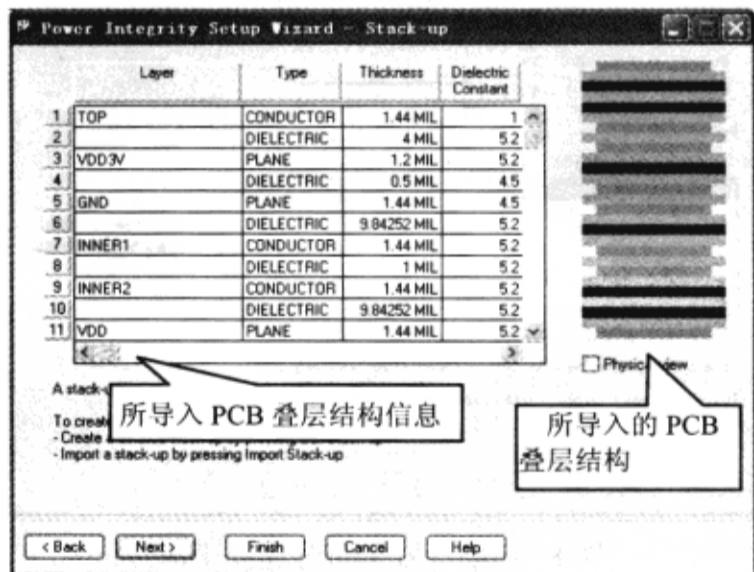 Power Integrity Setup Wizard - Stack-up
Layer Type Thickness Dielectric Constant
1 TOP CONDUCTOR 1.44 MIL 1
2 DIELECTRIC 4 MIL 5.2
3 VDD3V PLANE 1.2 MIL 5.2
4 DIELECTRIC 0.5 MIL 4.5
5 GND PLANE 1.44 MIL 4.5
6 DIELECTRIC 9.84252 MIL 5.2
7 INNER1 CONDUCTOR 1.44 MIL 5.2
8 DIELECTRIC 1 MIL 5.2
9 INNER2 CONDUCTOR 1.44 MIL 5.2
10 DIELECTRIC 9.84252 MIL 5.2
11 VDD PLANE 1.44 MIL 5.2
Physical view
A stack-
To create
- Create
- Import a stack-up by pressing Import Stack-up
所导入 PCB 叠层结构信息
所导入的 PCB
叠层结构
< Back Next > Finish Cancel Help